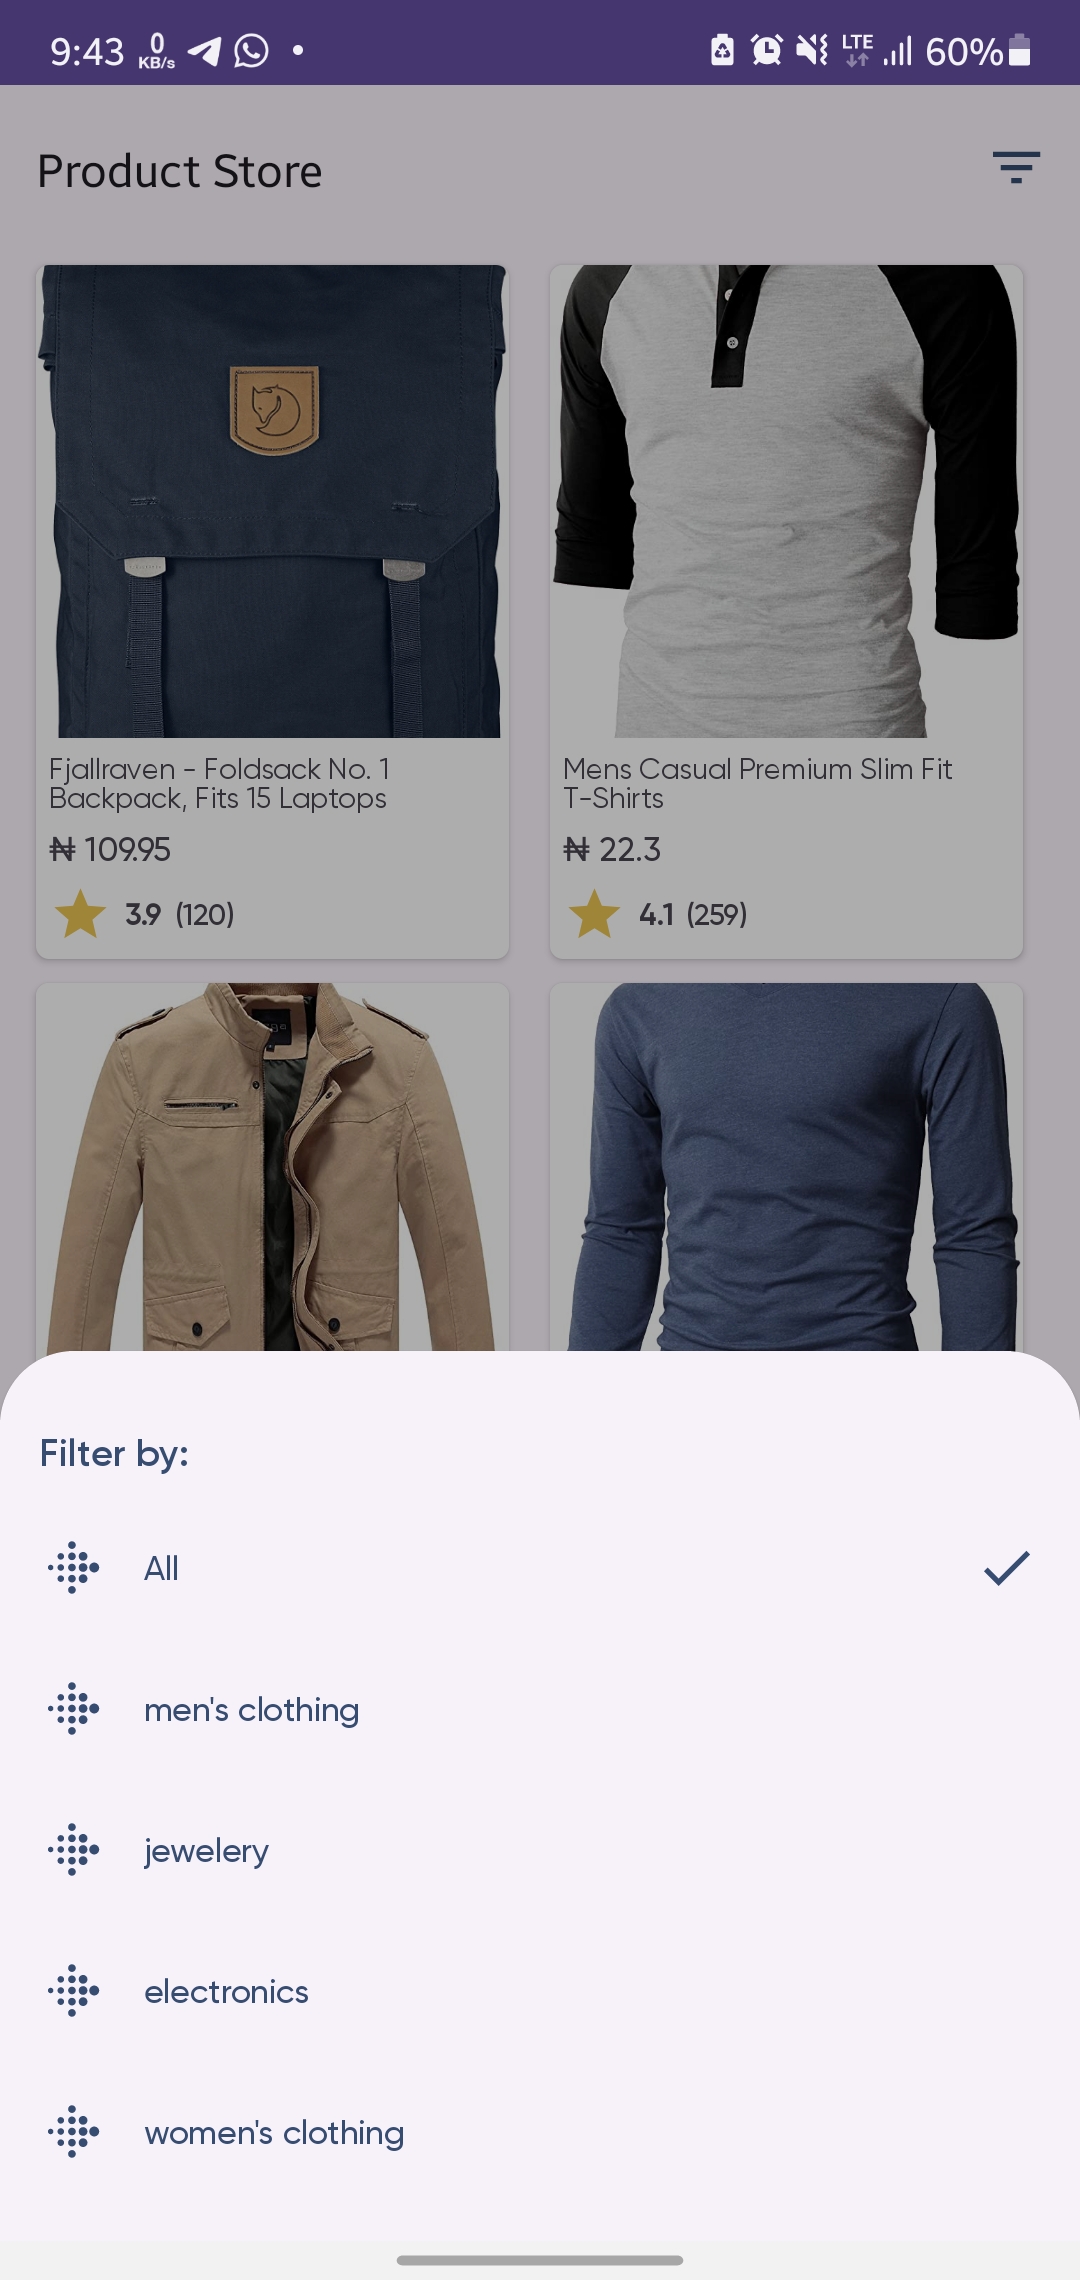 9:43 0 KB/s LTE 60%
Product Store
Fjallraven - Foldsack No. 1
Backpack, Fits 15 Laptops
₦ 109.95
3.9 (120)
Mens Casual Premium Slim Fit
T-Shirts
₦ 22.3
4.1 (259)
Filter by:
All
men's clothing
jewelery
electronics
women's clothing